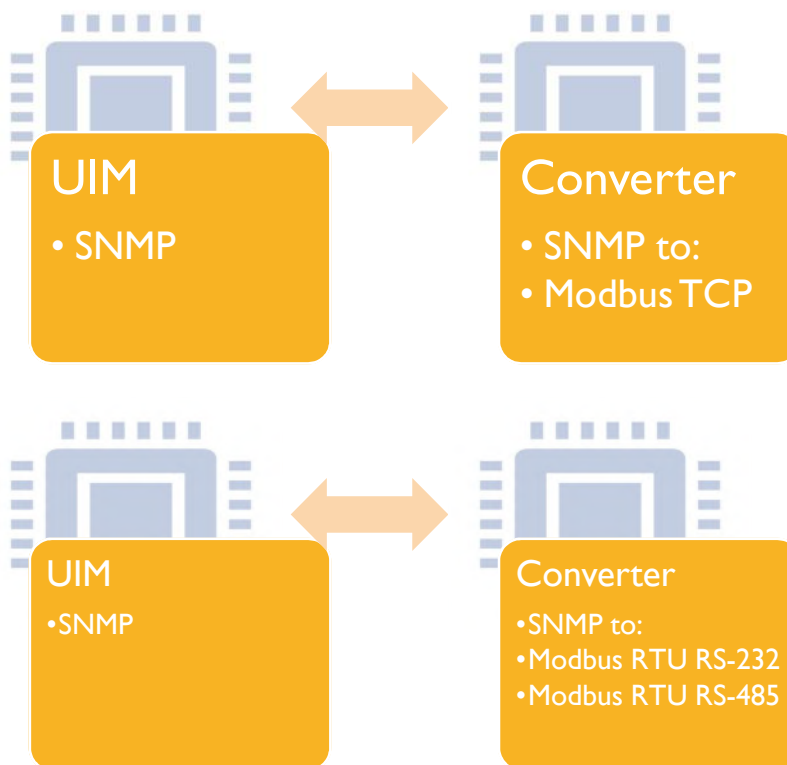 UIM
• SNMP
Converter
• SNMP to:
• Modbus TCP
UIM
•SNMP
Converter
•SNMP to:
•Modbus RTU RS-232
•Modbus RTU RS-485